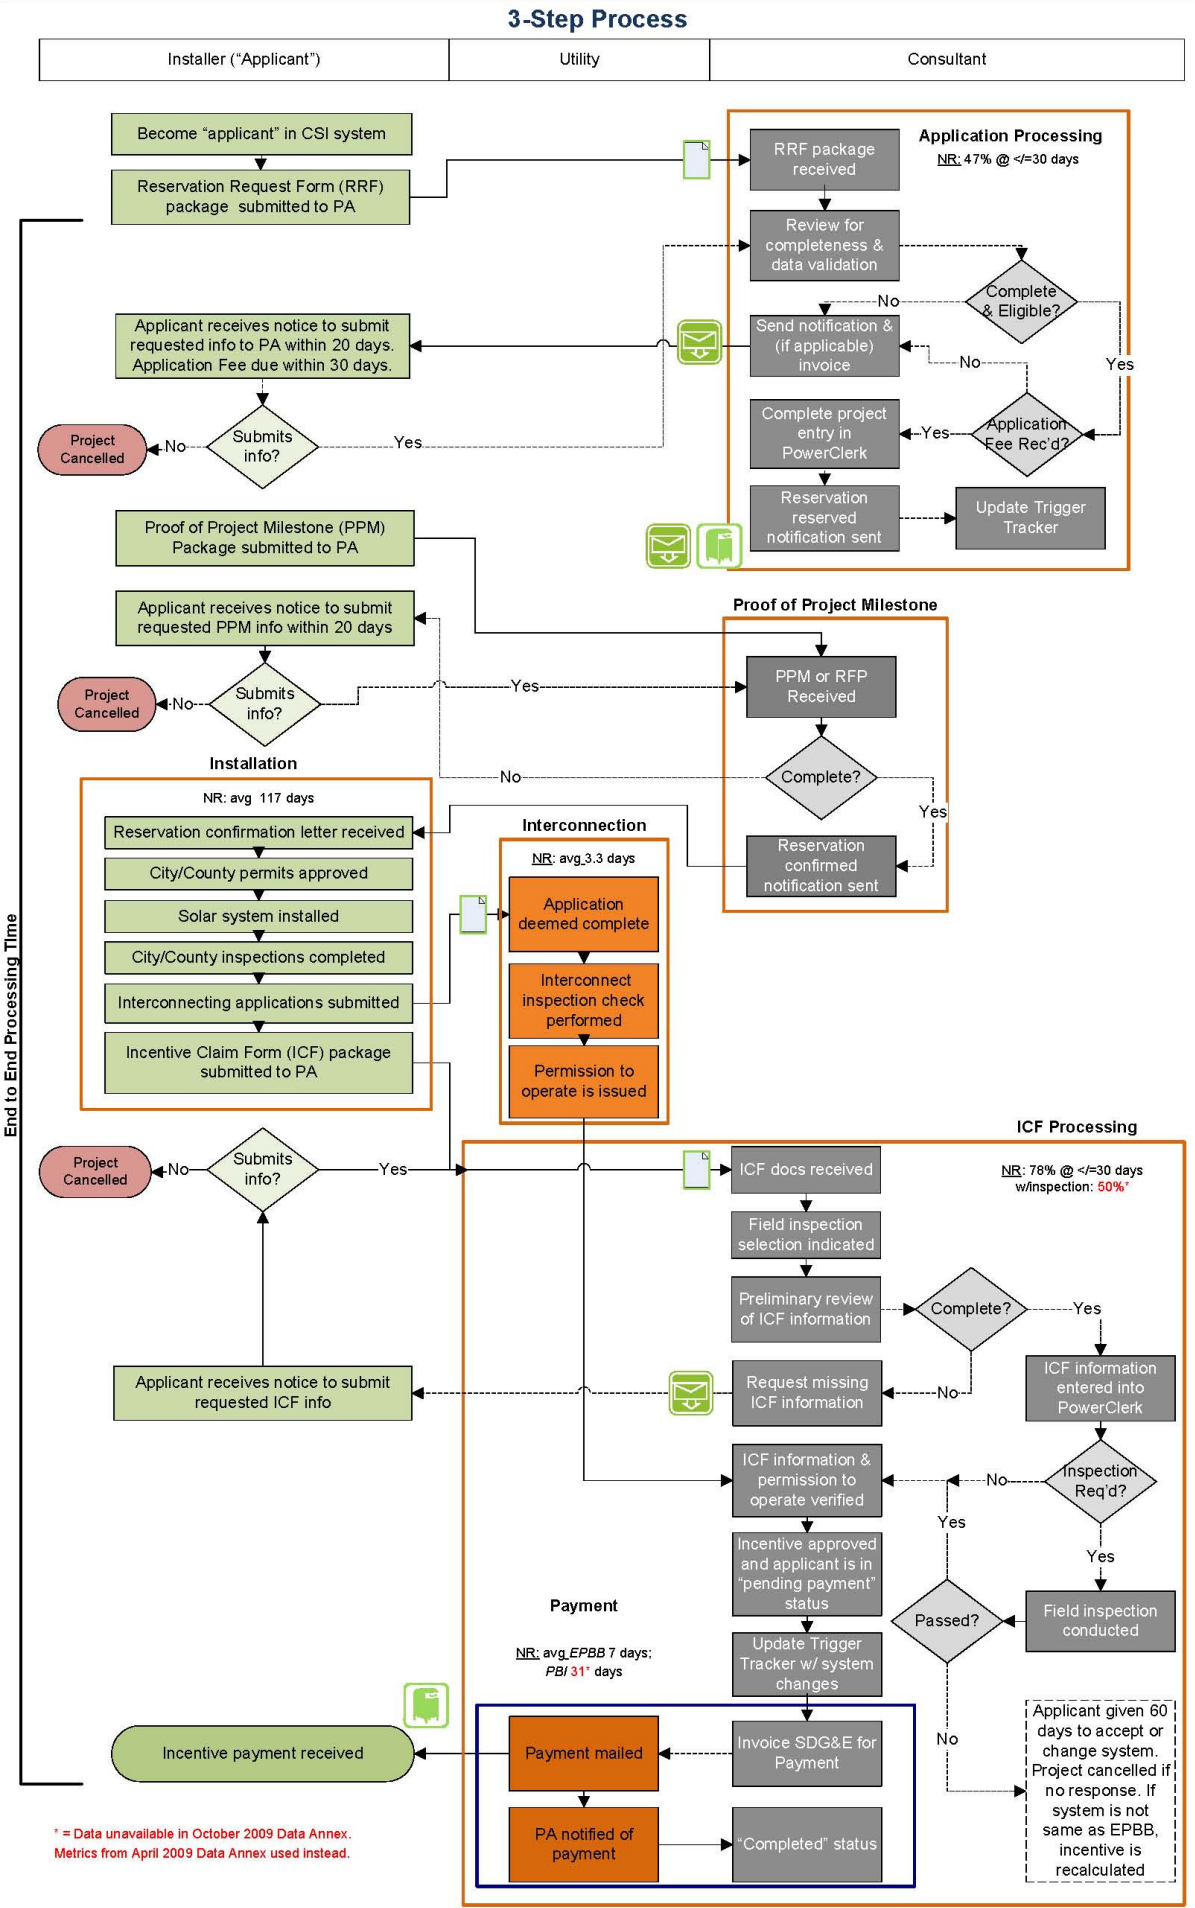 3-Step Process
Installer (“Applicant”)
Utility
Consultant
Become “applicant” in CSI system
Reservation Request Form (RRF)
package submitted to PA
RRF package
received
Application Processing
NR: 47% @ </=30 days
Review for
completeness &
data validation
Complete
& Eligible?
No
Yes
Send notification &
(if applicable)
invoice
Applicant receives notice to submit
requested info to PA within 20 days.
Application Fee due within 30 days.
No
Application
Fee Rec’d?
Yes
Complete project
entry in
PowerClerk
Submits
info?
Yes
No
Project
Cancelled
Reservation
reserved
notification sent
Update Trigger
Tracker
Proof of Project Milestone (PPM)
Package submitted to PA
Applicant receives notice to submit
requested PPM info within 20 days
Proof of Project Milestone
PPM or RFP
Received
Submits
info?
Yes
No
Project
Cancelled
Complete?
No
Yes
Reservation
confirmed
notification sent
Installation
NR: avg 117 days
Reservation confirmation letter received
City/County permits approved
Solar system installed
City/County inspections completed
Interconnecting applications submitted
Incentive Claim Form (ICF) package
submitted to PA
Interconnection
NR: avg 3.3 days
Application
deemed complete
Interconnect
inspection check
performed
Permission to
operate is issued
End to End Processing TIme
ICF Processing
NR: 78% @ </=30 days
w/inspection: 50%*
Submits
info?
Yes
No
Project
Cancelled
ICF docs received
Field inspection
selection indicated
Preliminary review
of ICF information
Complete?
Yes
No
ICF information
entered into
PowerClerk
Request missing
ICF information
Applicant receives notice to submit
requested ICF info
Inspection
Req’d?
No
Yes
ICF information &
permission to
operate verified
Yes
Incentive approved
and applicant is in
“pending payment”
status
Field inspection
conducted
Passed?
No
Update Trigger
Tracker w/ system
changes
Payment
NR: avg EPBB 7 days;
PBI 31* days
Applicant given 60
days to accept or
change system.
Project cancelled if
no response. If
system is not
same as EPBB,
incentive is
recalculated
Invoice SDG&E for
Payment
Payment mailed
Incentive payment received
PA notified of
payment
“Completed” status
* = Data unavailable in October 2009 Data Annex.
Metrics from April 2009 Data Annex used instead.